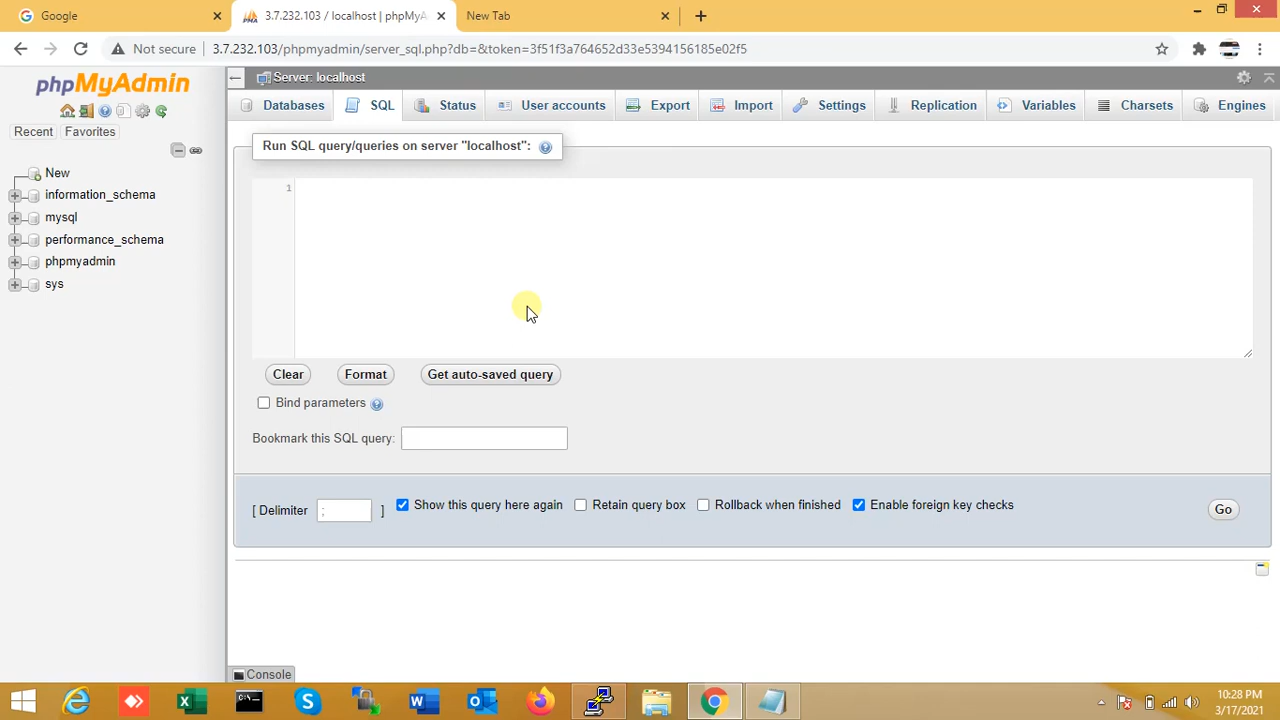 Google
3.7.232.103 / localhost | phpMyA
New Tab
Not secure
3.7.232.103/phpmyadmin/server_sql.php?db=&token=3f51f3a764652d33e5394156185e02f5
phpMyAdmin
Recent
Favorites
New
information_schema
mysql
performance_schema
phpmyadmin
sys
Server: localhost
Databases
SQL
Status
User accounts
Export
Import
Settings
Replication
Variables
Charsets
Engines
Run SQL query/queries on server "localhost":
1
Clear
Format
Get auto-saved query
Bind parameters
Bookmark this SQL query:
[ Delimiter ; ]
Show this query here again
Retain query box
Rollback when finished
Enable foreign key checks
Go
Console
10:28 PM
3/17/2021